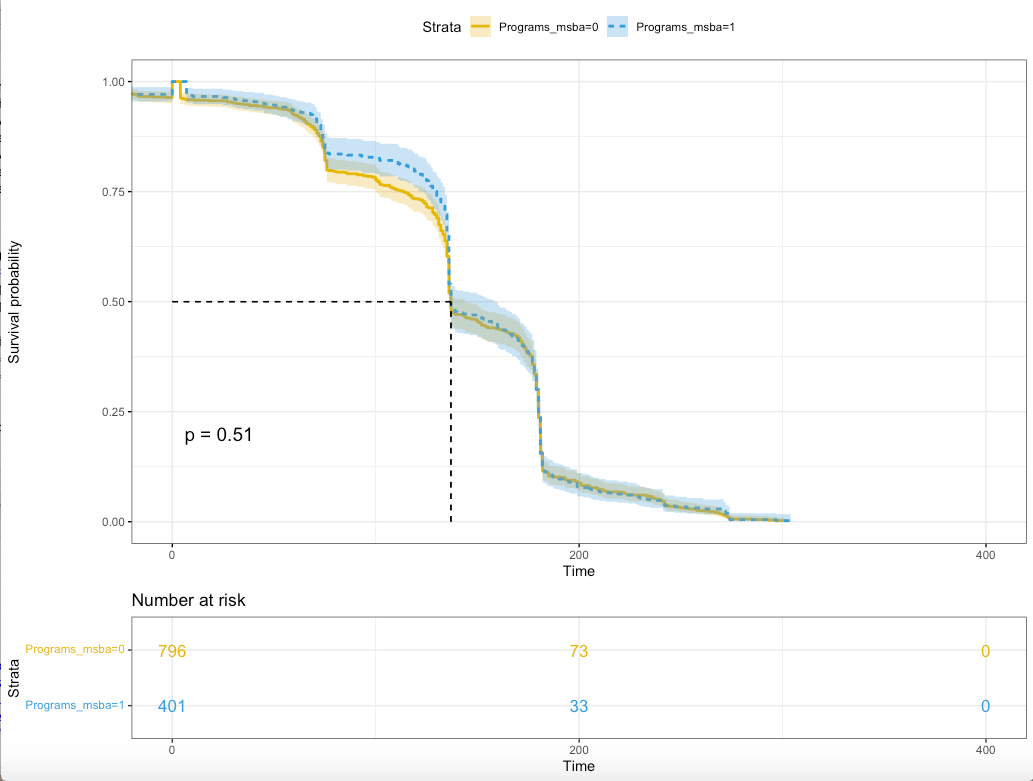 Strata Programs_msba=0 Programs_msba=1
1.00
0.75
0.50
0.25
0.00
Survival probability
p = 0.51
0 200 400
Time
Number at risk
Strata
Programs_msba=0 796 73 0
Programs_msba=1 401 33 0
0 200 400
Time